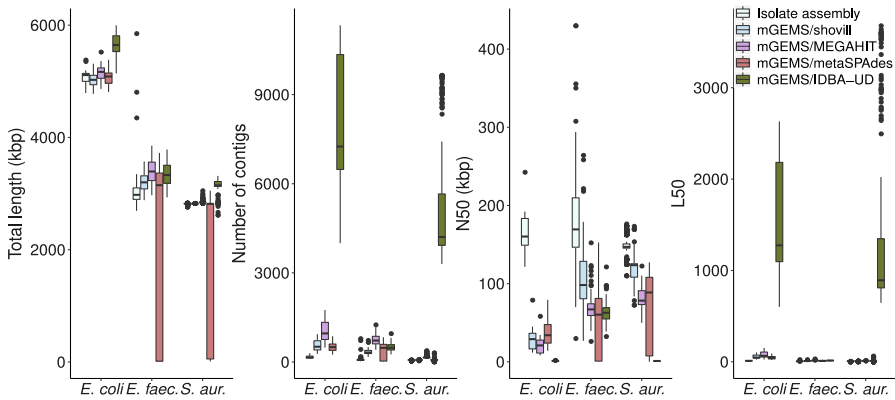 Total length (kbp)
6000
4000
2000
0
E. coli E. faec. S. aur.
Number of contigs
9000
6000
3000
0
E. coli E. faec. S. aur.
N50 (kbp)
400
300
200
100
0
E. coli E. faec. S. aur.
Isolate assembly
mGEMS/shovill
mGEMS/MEGAHIT
mGEMS/metaSPAdes
mGEMS/IDBA–UD
L50
3000
2000
1000
0
E. coli E. faec. S. aur.